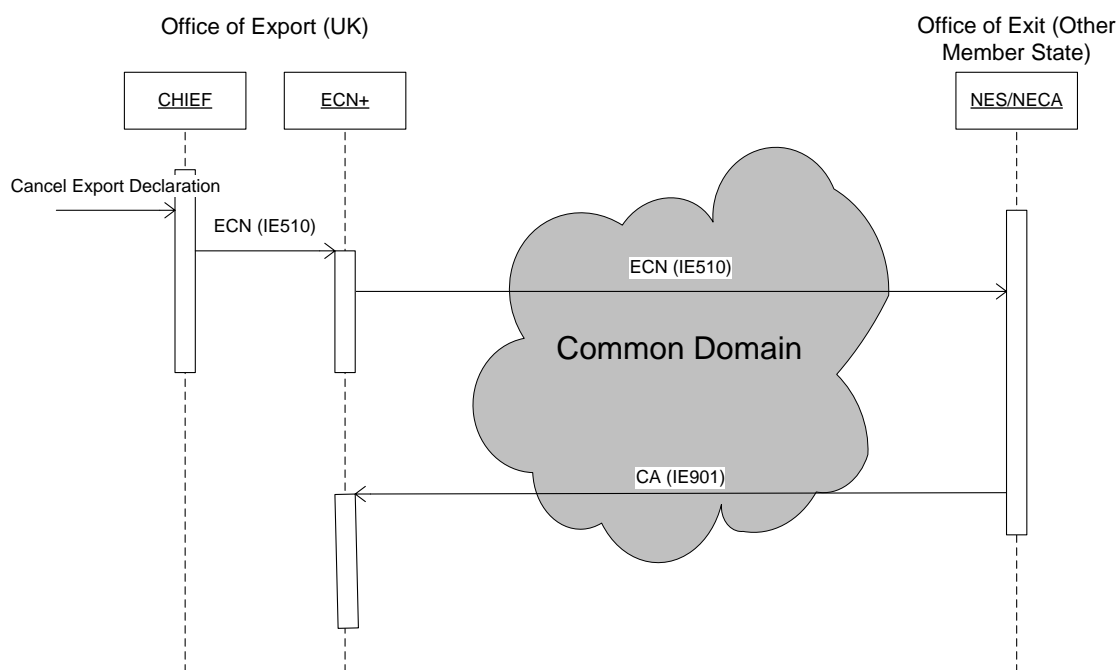 Office of Export (UK)
Office of Exit (Other
Member State)
CHIEF
ECN+
NES/NECA
Cancel Export Declaration
ECN (IE510)
ECN (IE510)
Common Domain
CA (IE901)